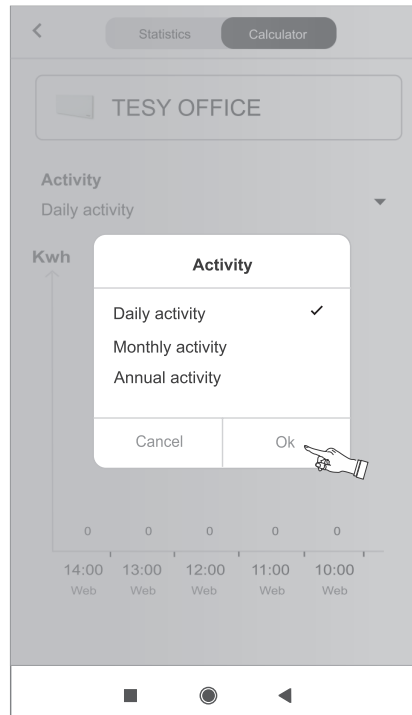 Statistics Calculator
TESY OFFICE
Activity
Daily activity
Kwh
Activity
Daily activity
Monthly activity
Annual activity
Cancel Ok
0 0 0 0 0
14:00 13:00 12:00 11:00 10:00
Web Web Web Web Web